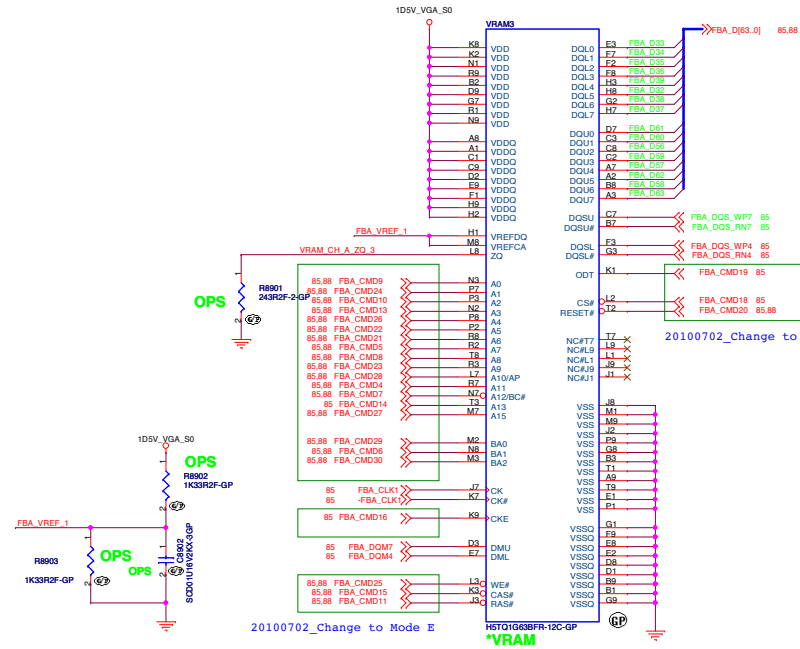 1D5V_VGA_S0
VRAM3
FBA_D[63..0] 85,88
K8 VDD DQL0 E3 FBA_D33
K2 VDD DQL1 F7 FBA_D34
N1 VDD DQL2 F2 FBA_D35
R9 VDD DQL3 F8 FBA_D36
B2 VDD DQL4 H3 FBA_D39
D9 VDD DQL5 H8 FBA_D32
G7 VDD DQL6 G2 FBA_D38
R1 VDD DQL7 H7 FBA_D37
N9 VDD
DQU0 D7 FBA_D61
A8 VDDQ DQU1 C3 FBA_D60
A1 VDDQ DQU2 C8 FBA_D56
C1 VDDQ DQU3 C2 FBA_D59
C9 VDDQ DQU4 A7 FBA_D57
D2 VDDQ DQU5 A2 FBA_D62
E9 VDDQ DQU6 B8 FBA_D58
F1 VDDQ DQU7 A3 FBA_D63
H9 VDDQ
H2 VDDQ DQSU C7 FBA_DQS_WP7 85
DQSU# B7 FBA_DQS_RN7 85
FBA_VREF_1 H1 VREFDQ
M8 VREFCA DQSL F3 FBA_DQS_WP4 85
VRAM_CH_A_ZQ_3 L8 ZQ DQSL# G3 FBA_DQS_RN4 85
ODT K1 FBA_CMD19 85
85,88 FBA_CMD9 N3 A0
85,88 FBA_CMD24 P7 A1
85,88 FBA_CMD10 P3 A2 CS# L2 FBA_CMD18 85
85,88 FBA_CMD13 N2 A3 RESET# T2 FBA_CMD20 85,88
85,88 FBA_CMD26 P8 A4
85,88 FBA_CMD22 P2 A5
85,88 FBA_CMD21 R8 A6 NC#T7 T7
85,88 FBA_CMD5 R2 A7 NC#L9 L9
85,88 FBA_CMD8 T8 A8 NC#L1 L1
85,88 FBA_CMD23 R3 A9 NC#J9 J9
85,88 FBA_CMD28 L7 A10/AP NC#J1 J1
85,88 FBA_CMD4 R7 A11
85,88 FBA_CMD7 N7 A12/BC#
85 FBA_CMD14 T3 A13 VSS J8
85,88 FBA_CMD27 M7 A15 VSS M1
20100702_Change to
OPS
1
R8901
243R2F-2-GP
2
VSS M9
VSS J2
85,88 FBA_CMD29 M2 BA0 VSS P9
85,88 FBA_CMD6 N8 BA1 VSS G8
85,88 FBA_CMD30 M3 BA2 VSS B3
VSS T1
VSS A9
85 FBA_CLK1 J7 CK VSS T9
85 -FBA_CLK1 K7 CK# VSS E1
VSS P1
85 FBA_CMD16 K9 CKE
VSSQ G1
VSSQ F9
85 FBA_DQM7 D3 DMU VSSQ E8
85 FBA_DQM4 E7 DML VSSQ E2
VSSQ D8
VSSQ D1
85,88 FBA_CMD25 L3 WE# VSSQ B9
85,88 FBA_CMD15 K3 CAS# VSSQ B1
85,88 FBA_CMD11 J3 RAS# VSSQ G9
1D5V_VGA_S0
OPS
1
R8902
1K33R2F-GP
2
FBA_VREF_1
1
R8903
1K33R2F-GP
2
OPS
1
OPS
2
C8902
SCD01U16V2KX-3GP
20100702_Change to Mode E
H5TQ1G63BFR-12C-GP
GP
*VRAM